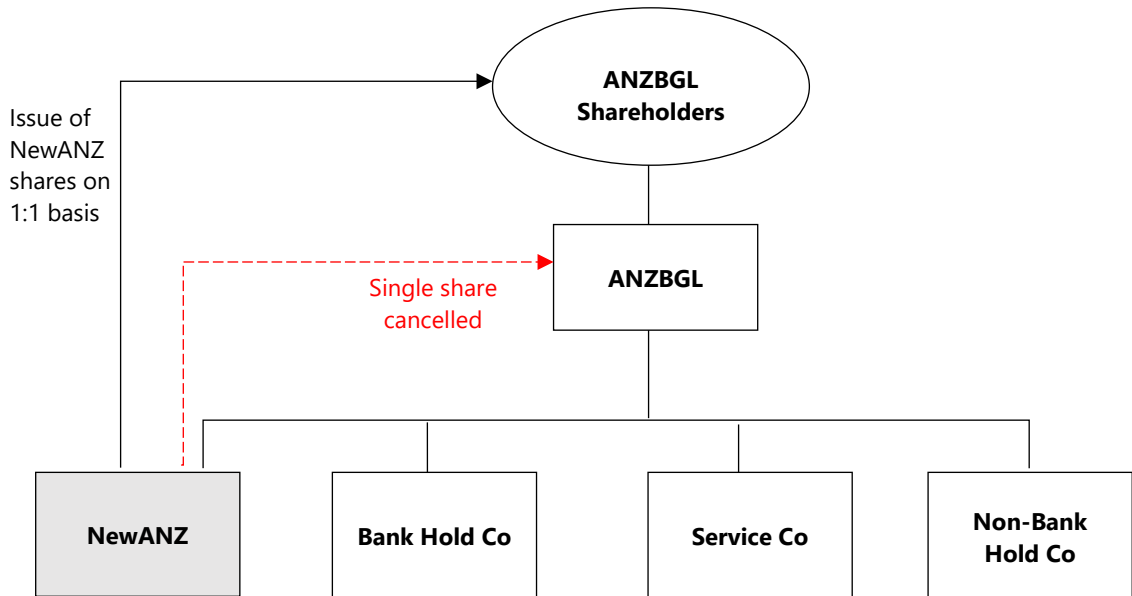 ANZBGL
Shareholders
Issue of
NewANZ
shares on
1:1 basis
ANZBGL
Single share
cancelled
NewANZ
Bank Hold Co
Service Co
Non-Bank
Hold Co